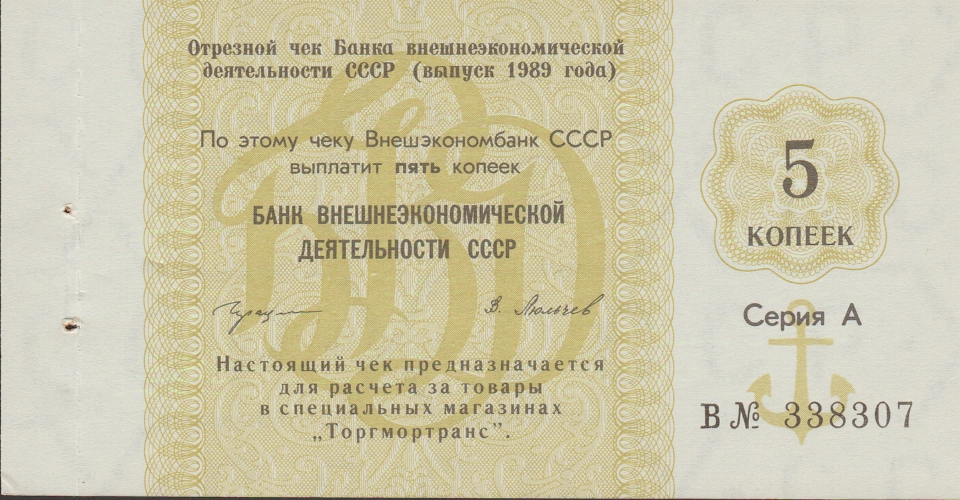 Отрезной чек Банка внешнеэкономической
деятельности СССР (выпуск 1989 года)
По этому чеку Внешэкономбанк СССР
выплатит пять копеек
БАНК ВНЕШНЕЭКОНОМИЧЕСКОЙ
ДЕЯТЕЛЬНОСТИ СССР
В. Люльчев
Настоящий чек предназначается
для расчета за товары
в специальных магазинах
„Торгмортранс".
5
КОПЕЕК
Серия А
В № 338307